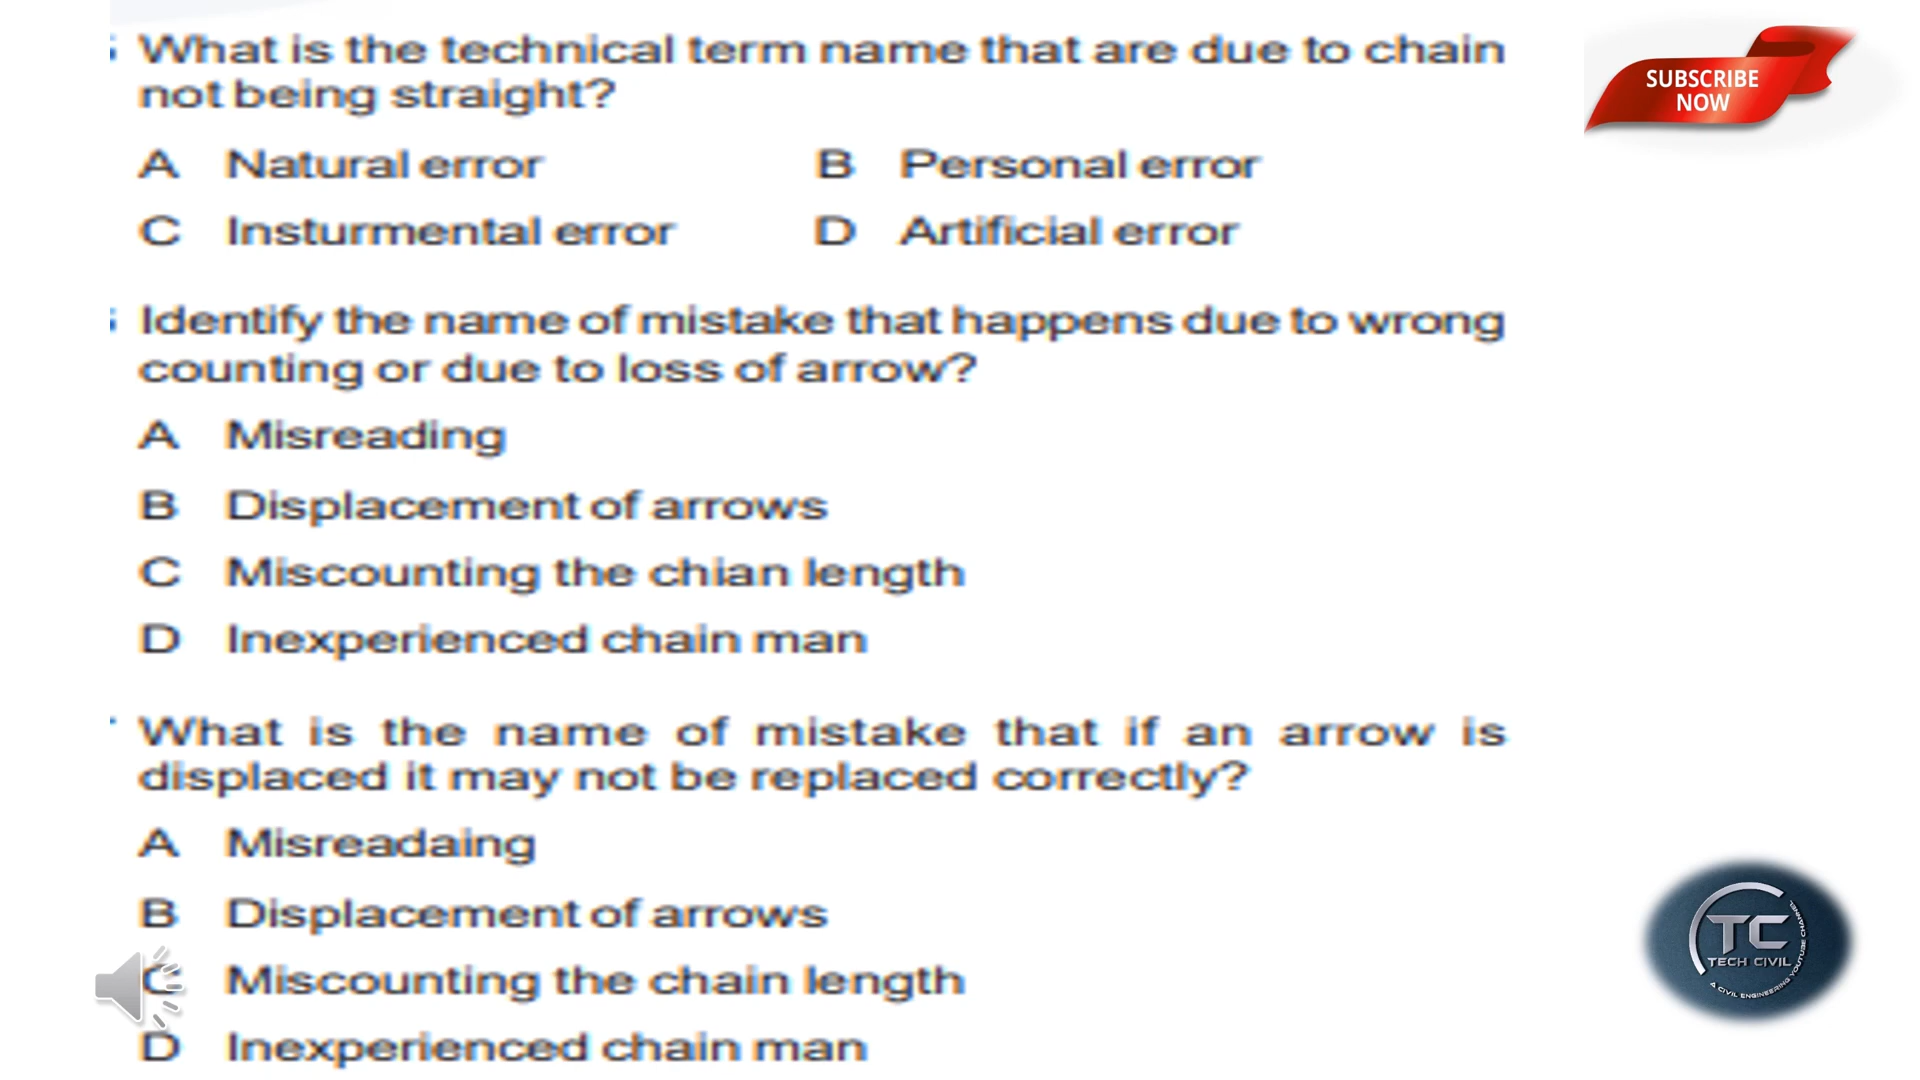 What is the technical term name that are due to chain
not being straight?
A Natural error B Personal error
C Insturmental error D Artificial error
Identify the name of mistake that happens due to wrong
counting or due to loss of arrow?
A Misreading
B Displacement of arrows
C Miscounting the chian length
D Inexperienced chain man
What is the name of mistake that if an arrow is
displaced it may not be replaced correctly?
A Misreadaing
B Displacement of arrows
C Miscounting the chain length
D Inexperienced chain man
SUBSCRIBE
NOW
TC
TECH CIVIL
A CIVIL ENGINEERING YOUTUBE CHANNEL